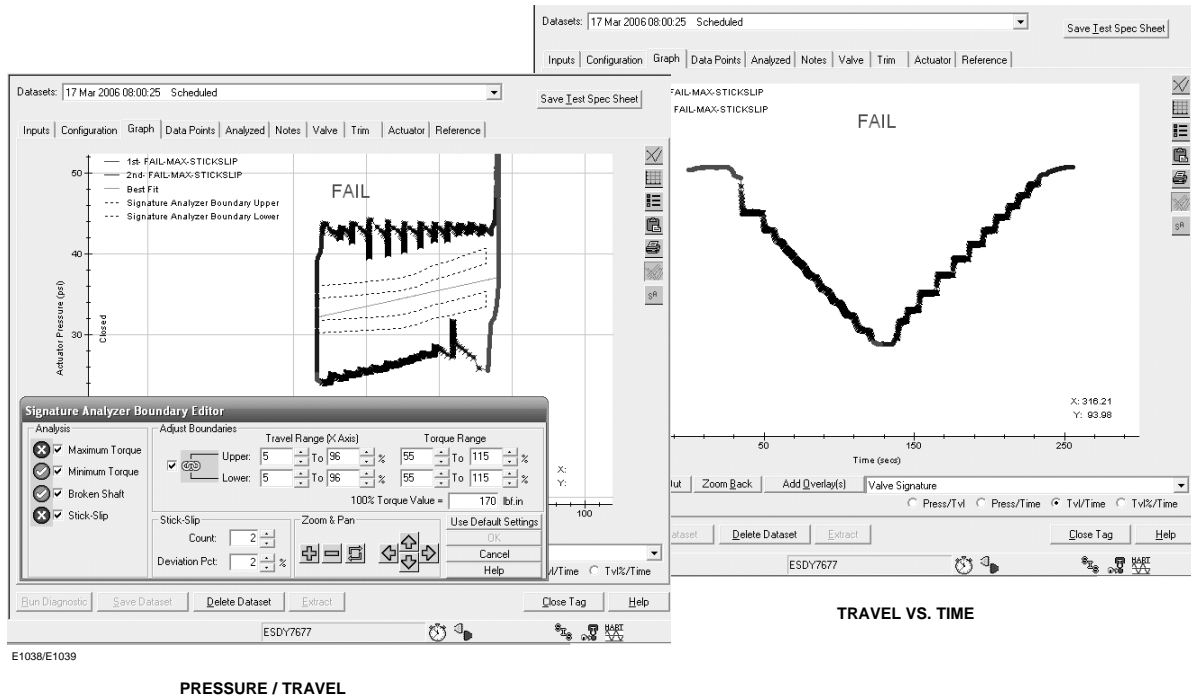 Datasets: 17 Mar 2006 08:00:25 Scheduled
Save Test Spec Sheet
Inputs Configuration Graph Data Points Analyzed Notes Valve Trim Actuator Reference
FAIL-MAX-STICKSLIP
FAIL-MAX-STICKSLIP
FAIL
X: 316.21
Y: 93.98
50 150 250
Time (secs)
Zoom Back Add Overlay(s) Valve Signature
Press/Tvl Press/Time Tvl/Time Tvl%/Time
Delete Dataset Extract Close Tag Help
ESDY7677 HART
TRAVEL VS. TIME
Datasets: 17 Mar 2006 08:00:25 Scheduled
Save Test Spec Sheet
Inputs Configuration Graph Data Points Analyzed Notes Valve Trim Actuator Reference
1st- FAIL-MAX-STICKSLIP
2nd- FAIL-MAX-STICKSLIP
Best Fit
Signature Analyzer Boundary Upper
Signature Analyzer Boundary Lower
FAIL
50
40
30
Actuator Pressure (psi)
Closed
SA
X:
Y:
100
Signature Analyzer Boundary Editor
Analysis
Maximum Torque
Minimum Torque
Broken Shaft
Stick-Slip
Adjust Boundaries
Travel Range (X Axis) Torque Range
Upper: 5 To 96 % 55 To 115 %
Lower: 5 To 96 % 55 To 115 %
100% Torque Value = 170 lbf.in
Stick-Slip
Count: 2
Deviation Pct: 2 %
Zoom & Pan
Use Default Settings
OK
Cancel
Help
Tvl%/Time
Run Diagnostic Save Dataset Delete Dataset Extract Close Tag Help
ESDY7677 HART
E1038/E1039
PRESSURE / TRAVEL